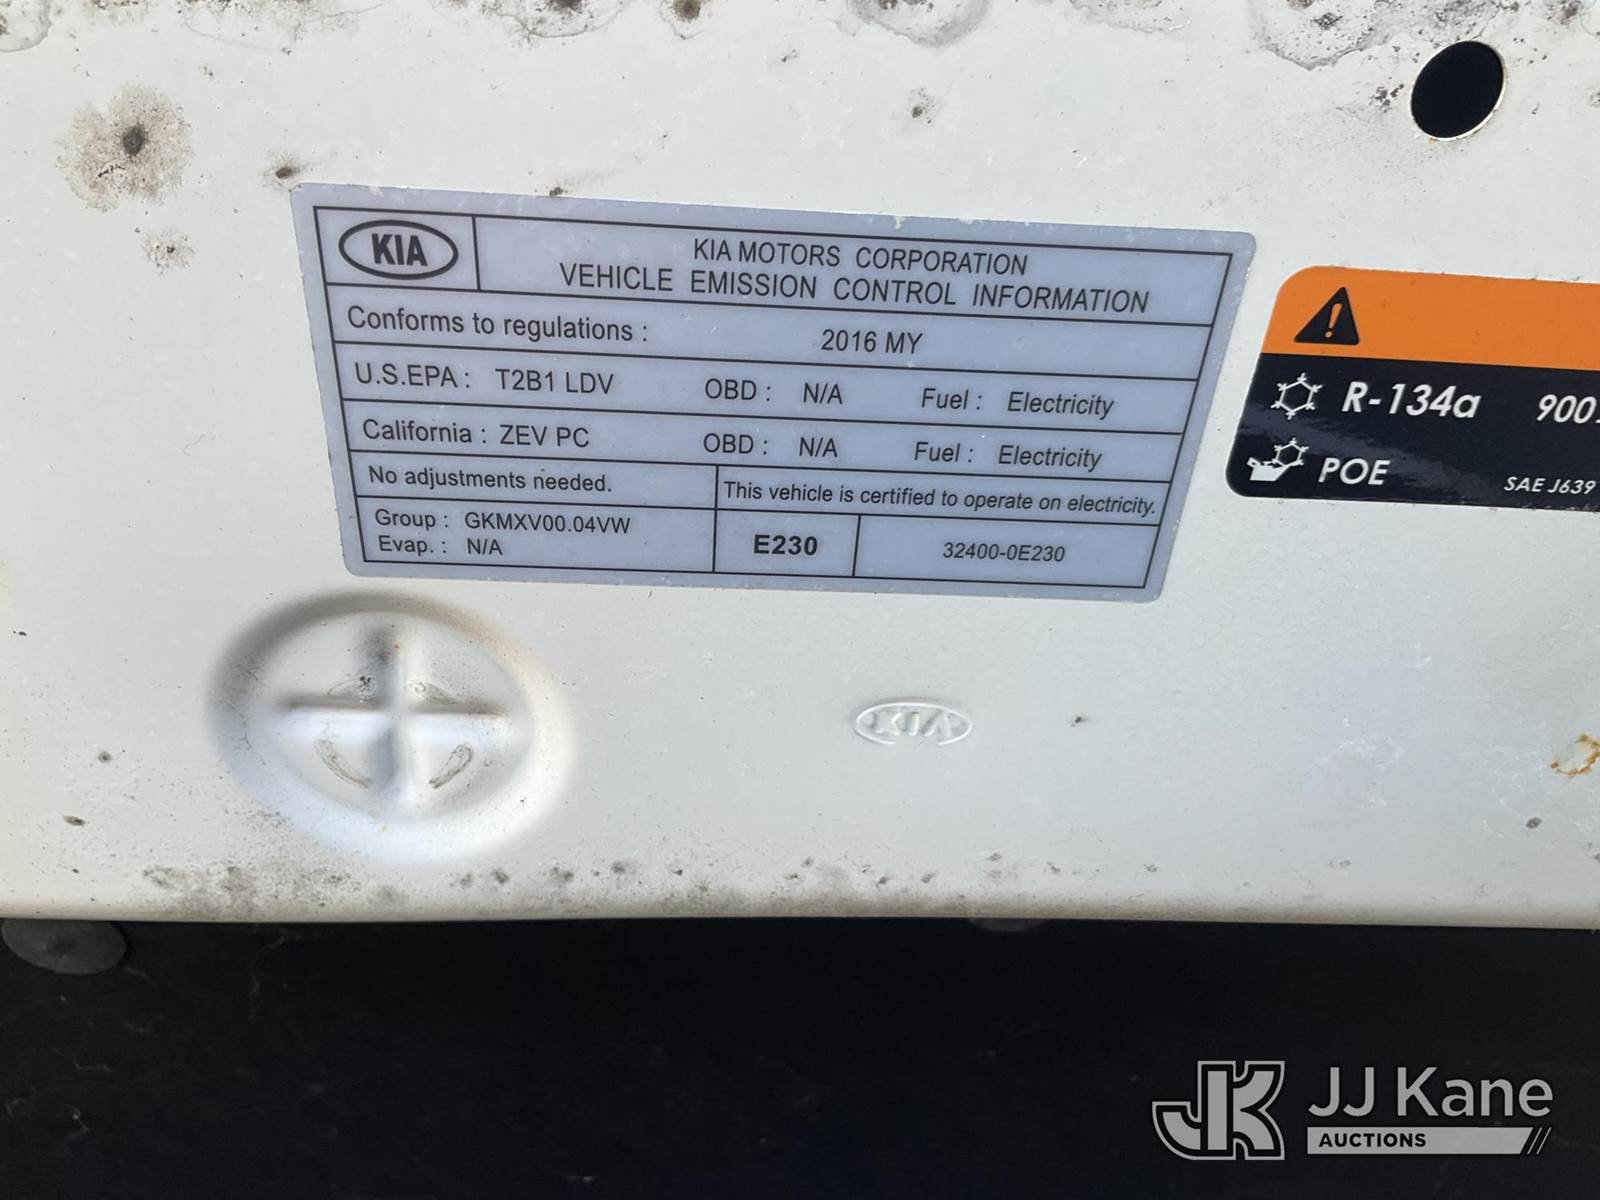 KIA
KIA MOTORS CORPORATION
VEHICLE EMISSION CONTROL INFORMATION
Conforms to regulations : 2016 MY
U.S.EPA : T2B1 LDV OBD : N/A Fuel : Electricity
California : ZEV PC OBD : N/A Fuel : Electricity
No adjustments needed.
This vehicle is certified to operate on electricity.
Group : GKMXV00.04VW
Evap. : N/A
E230
32400-0E230
R-134a 900
POE
SAE J639
KIA
JK
JJ Kane
AUCTIONS